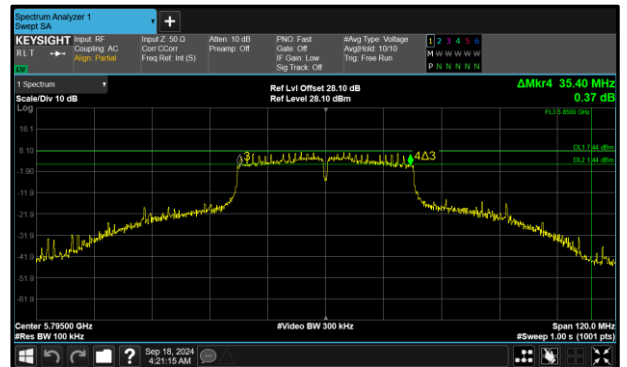 Spectrum Analyzer 1
Swept SA
KEYSIGHT
RLT
Input: RF
Coupling: AC
Align: Partial
Input Z: 50 Ω
Corr CCorr
Freq Ref: Int (S)
Atten: 10 dB
Preamp: Off
PNO: Fast
Gate: Off
IF Gain: Low
Sig Track: Off
#Avg Type: Voltage
Avg|Hold: 10/10
Trig: Free Run
1 2 3 4 5 6
M W W W W W
P N N N N N
1 Spectrum
Scale/Div 10 dB
Log
Ref Lvl Offset 28.10 dB
Ref Level 28.10 dBm
ΔMkr4 35.40 MHz
0.37 dB
18.1
8.10
-1.90
-11.9
-21.9
-31.9
-41.9
-51.9
-61.9
FL3 5.8500 GHz
DL1 7.44 dBm
DL2 1.44 dBm
3
4Δ3
Center 5.79500 GHz
#Res BW 100 kHz
#Video BW 300 kHz
Span 120.0 MHz
#Sweep 1.00 s (1001 pts)
?
Sep 18, 2024
4:21:15 AM